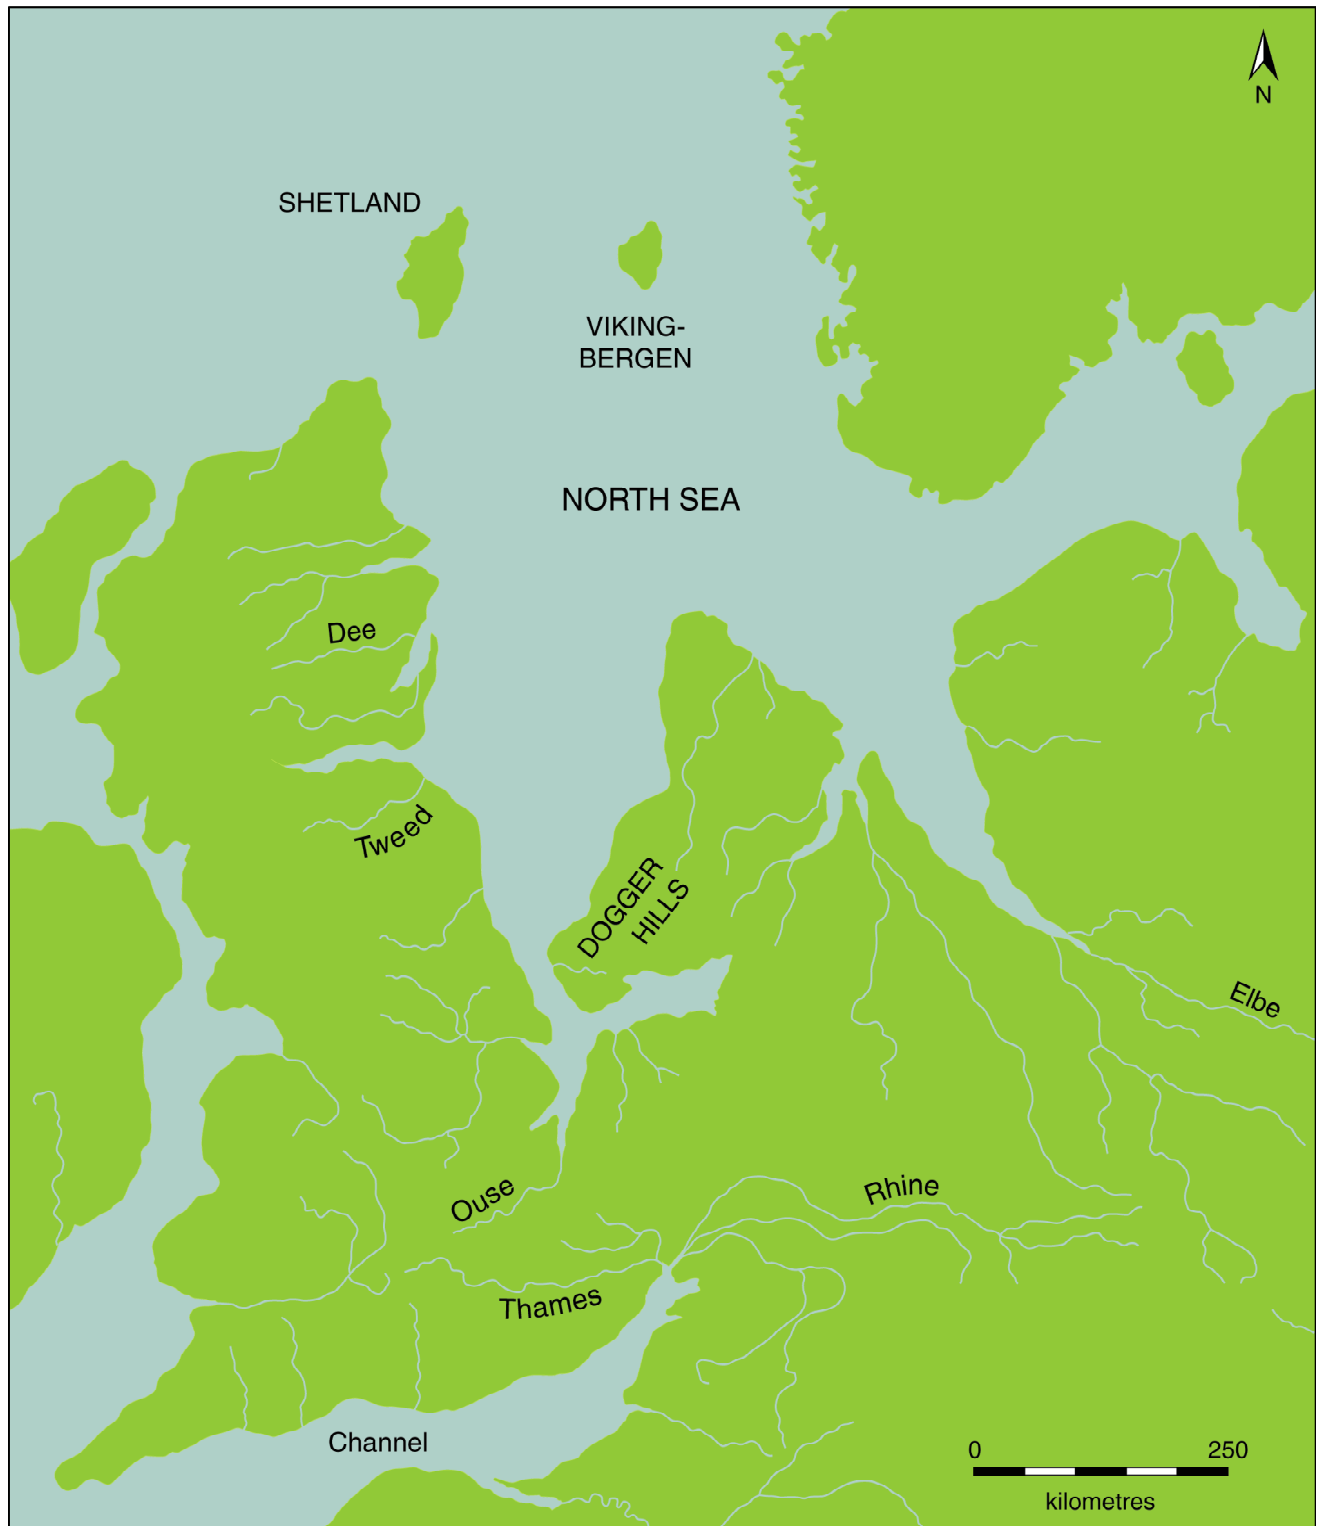 N
SHETLAND
VIKING-
BERGEN
NORTH SEA
Dee
Tweed
DOGGER
HILLS
Elbe
Rhine
Ouse
Thames
Channel
0 250
kilometres